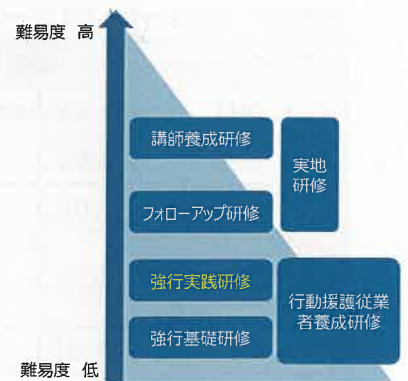 難易度 高
講師養成研修
実地
研修
フォローアップ研修
強行実践研修
行動援護従業
者養成研修
強行基礎研修
難易度 低